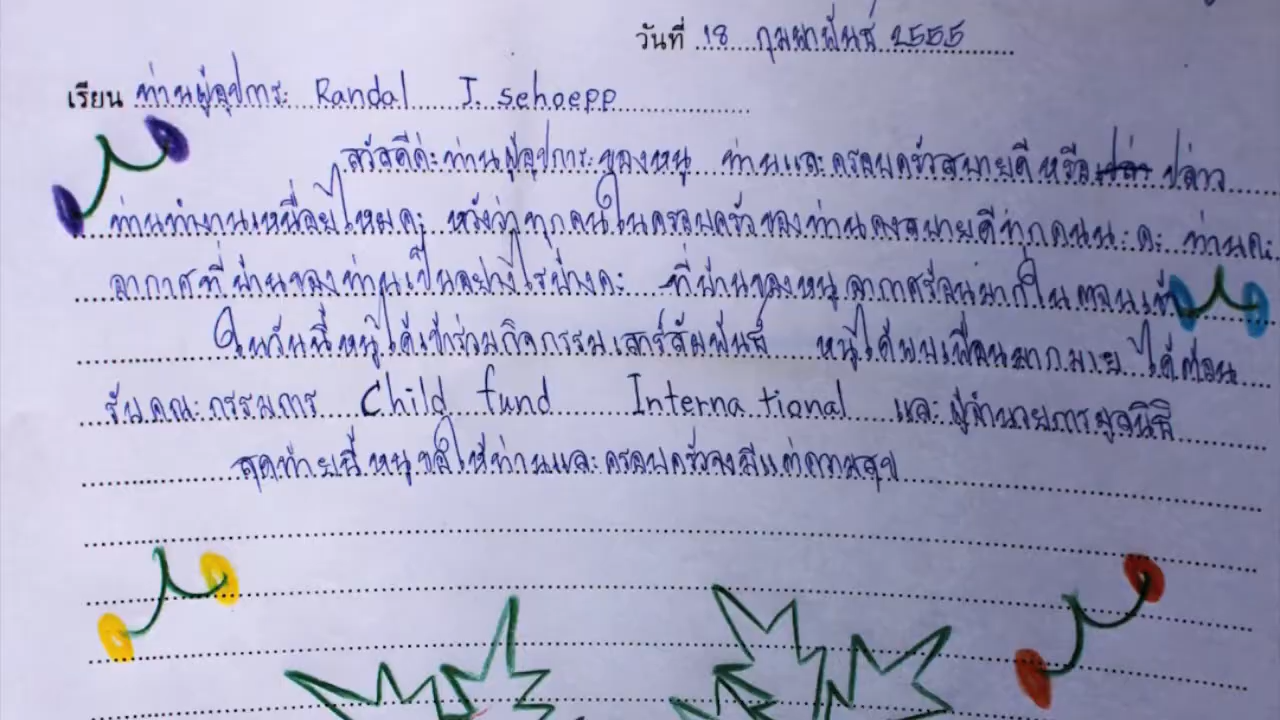 วันที่ 18 กุมภาพันธ์ 2555
เรียน ท่านผู้อุปการะ Randal J. Schoepp
สวัสดีค่ะท่านผู้อุปการะของหนู ท่านและครอบครัวสบายดีหรือ ปล่าว
ท่านทำงานเหนื่อยไหมคะ หวังว่าทุกคนในครอบครัวของท่านคงสบายดีทุกคนนะคะ ท่านคะ
อากาศที่บ้านของท่านเป็นอย่างไรบ้างคะ ที่บ้านของหนูอากาศร้อนมากในตอนเช้า
ในวันนี้หนูได้เข้าร่วมกิจกรรมเสาร์สัมพันธ์ หนูได้พบเพื่อนมากมาย ได้ต้อน
รับคณะกรรมการ Child fund International และผู้อำนวยการมูลนิธิ
สุดท้ายนี้หนูขอให้ท่านและครอบครัวจงมีแต่ความสุข